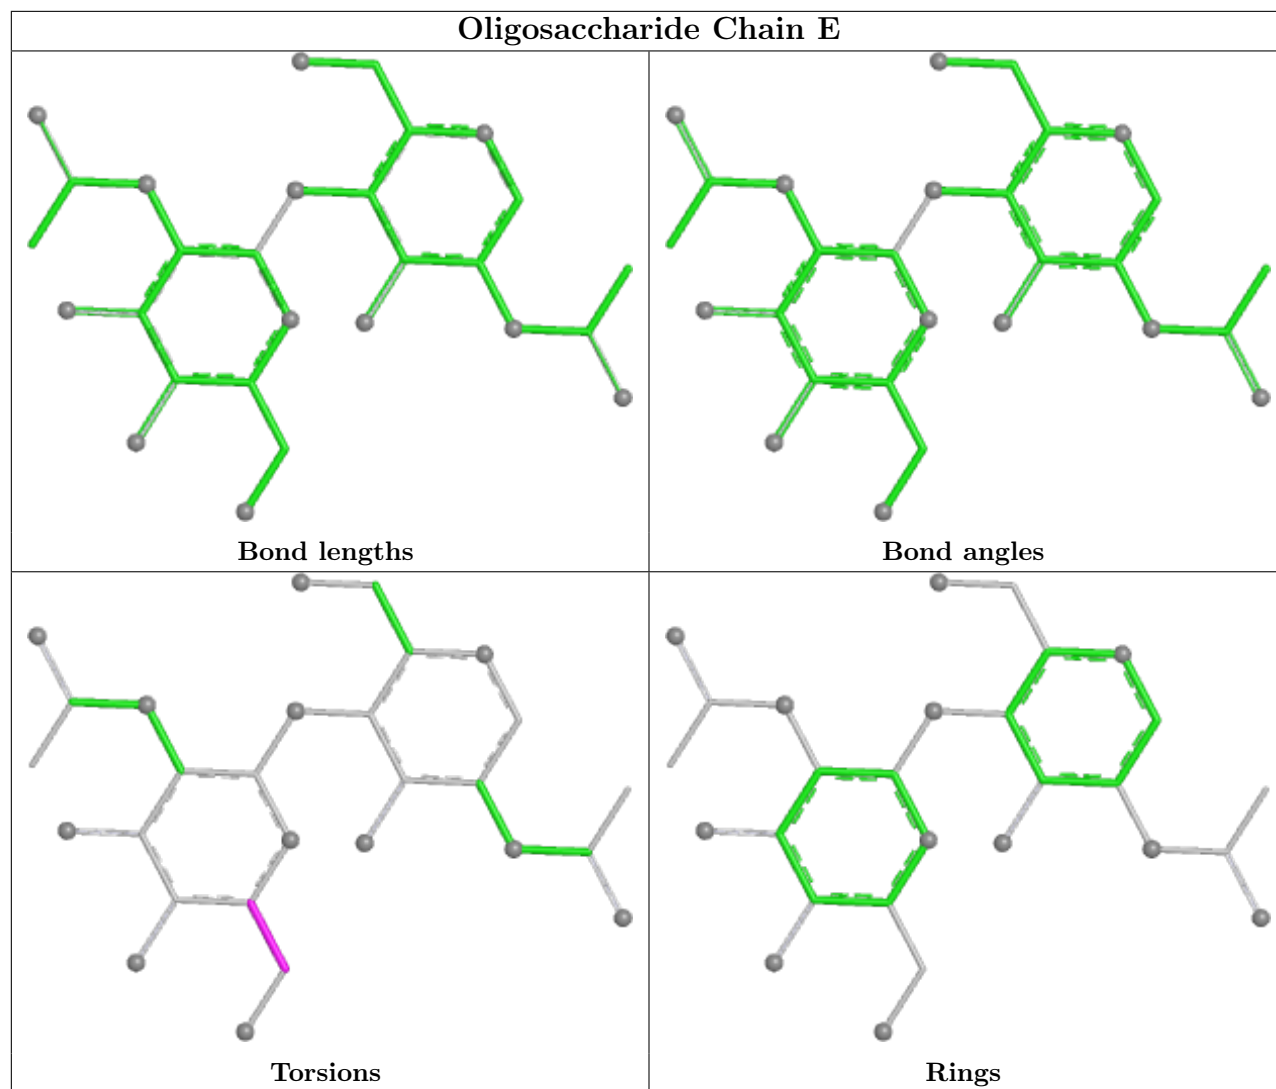 Oligosaccharide Chain E
Bond lengths
Bond angles
Torsions
Rings